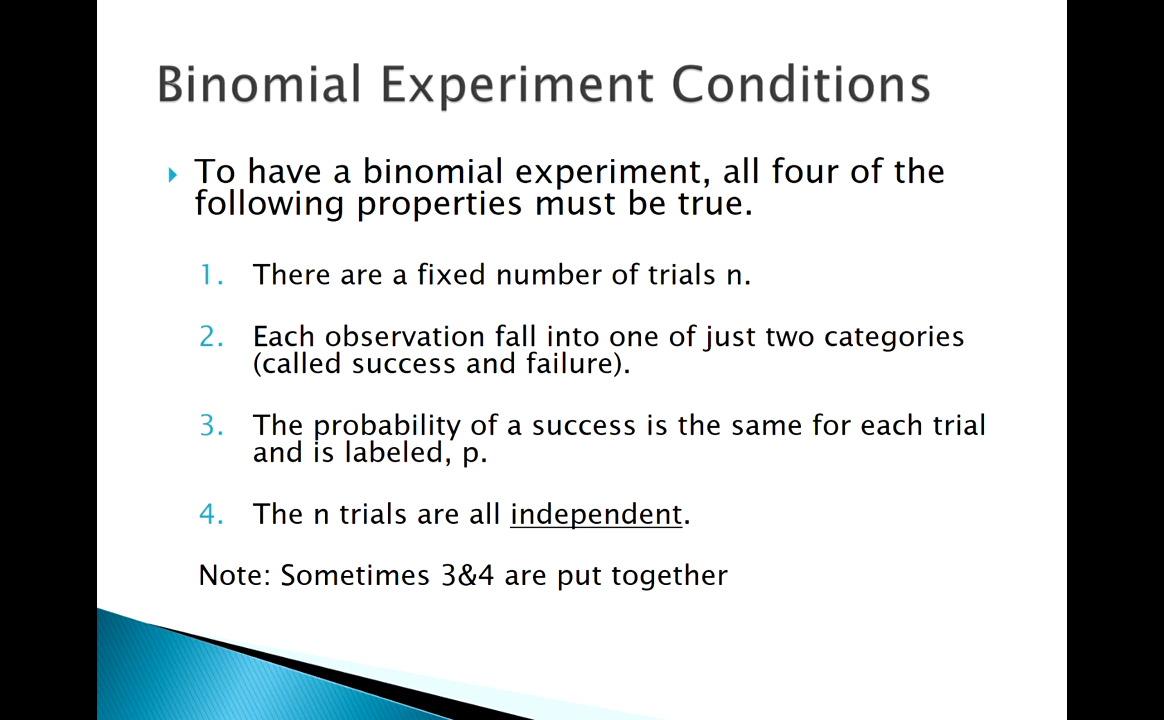 Binomial Experiment Conditions
To have a binomial experiment, all four of the
following properties must be true.
1. There are a fixed number of trials n.
2. Each observation fall into one of just two categories
(called success and failure).
3. The probability of a success is the same for each trial
and is labeled, p.
4. The n trials are all independent.
Note: Sometimes 3&4 are put together